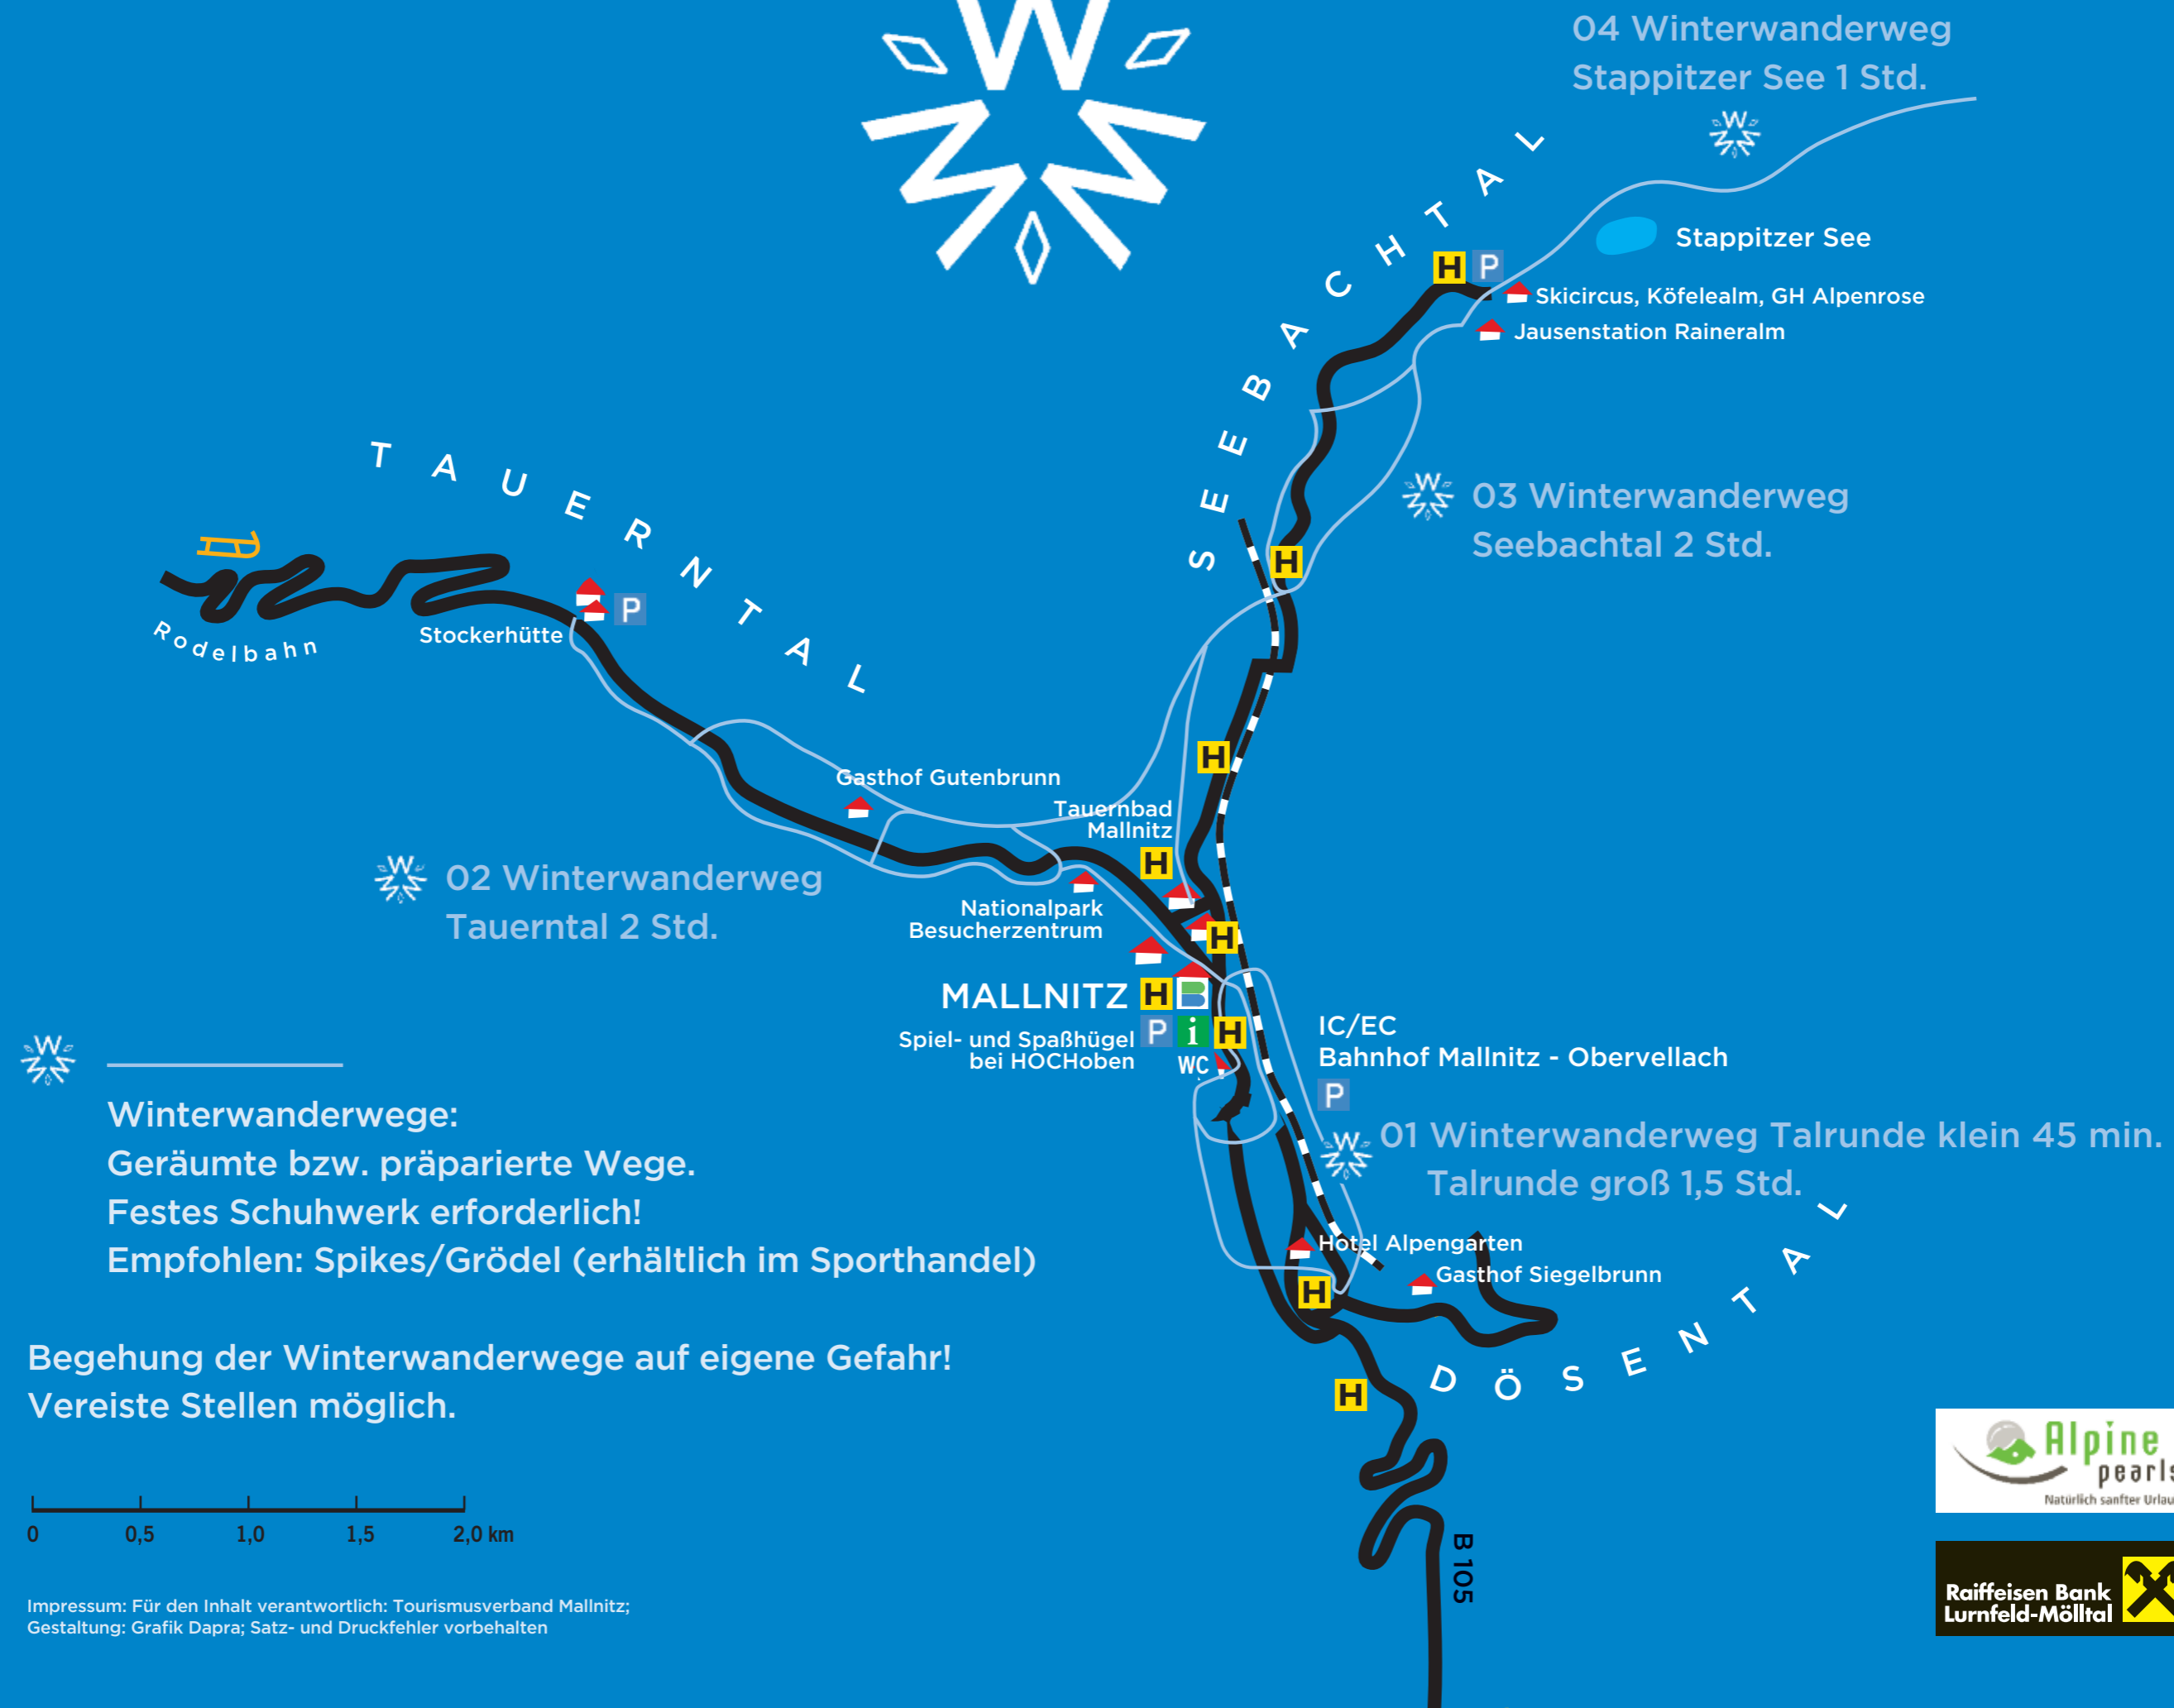 04 Winterwanderweg
Stappitzer See 1 Std.
SEEBACHTAL
Stappitzer See
H P
Skicircus, Köfelealm, GH Alpenrose
Jausenstation Raineralm
TAUERNTAL
03 Winterwanderweg
Seebachtal 2 Std.
H
Rodelbahn
Stockerhütte
P
H
Gasthof Gutenbrunn
Tauernbad
Mallnitz
H
02 Winterwanderweg
Tauerntal 2 Std.
Nationalpark
Besucherzentrum
H
MALLNITZ H B
Spiel- und Spaßhügel
bei HOCHoben
P i H
WC
IC/EC
Bahnhof Mallnitz - Obervellach
P
01 Winterwanderweg Talrunde klein 45 min.
Talrunde groß 1,5 Std.
Winterwanderwege:
Geräumte bzw. präparierte Wege.
Festes Schuhwerk erforderlich!
Empfohlen: Spikes/Grödel (erhältlich im Sporthandel)
Hotel Alpengarten
Gasthof Siegelbrunn
H
DÖSENTAL
H
Begehung der Winterwanderwege auf eigene Gefahr!
Vereiste Stellen möglich.
0 0,5 1,0 1,5 2,0 km
B 105
Alpine
pearls
Natürlich sanfter Urlau
Raiffeisen Bank
Lurnfeld-Mölltal
Impressum: Für den Inhalt verantwortlich: Tourismusverband Mallnitz;
Gestaltung: Grafik Dapra; Satz- und Druckfehler vorbehalten